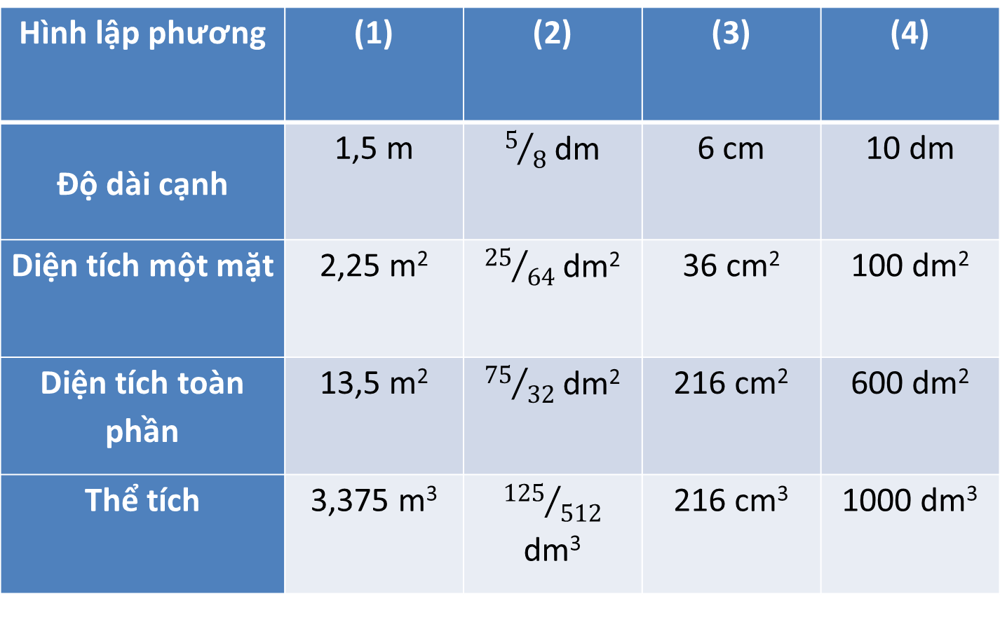 Hình lập phương (1) (2) (3) (4)
Độ dài cạnh 1,5 m 5/8 dm 6 cm 10 dm
Diện tích một mặt 2,25 m² 25/64 dm² 36 cm² 100 dm²
Diện tích toàn 13,5 m² 75/32 dm² 216 cm² 600 dm²
phần
Thể tích 3,375 m³ 125/512 216 cm³ 1000 dm³
dm³